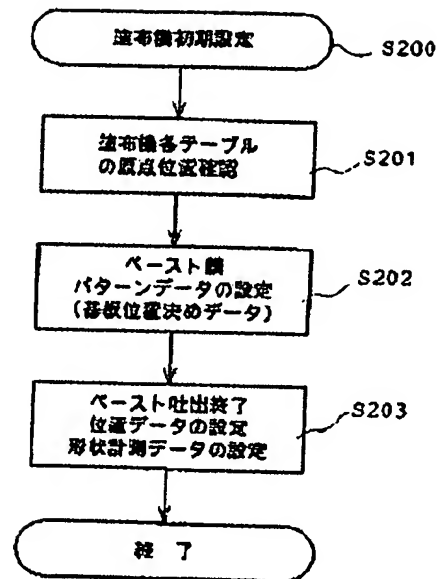 塗布機初期設定
S200
塗布機各テーブル
の原点位置確認
S201
ペースト膜
パターンデータの設定
(基板位置決めデータ)
S202
ペースト吐出終了
位置データの設定
形状計測データの設定
S203
終了